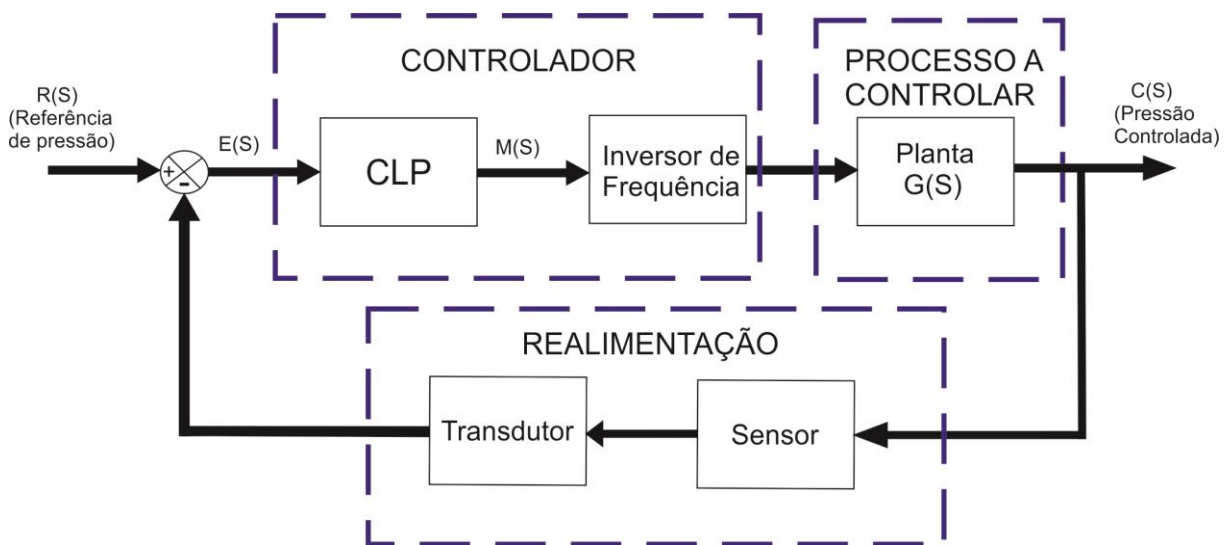 CONTROLADOR
PROCESSO A
CONTROLAR
R(S)
(Referência
de pressão)
E(S)
CLP
M(S)
Inversor de
Frequência
Planta
G(S)
C(S)
(Pressão
Controlada)
+
-
REALIMENTAÇÃO
Transdutor
Sensor